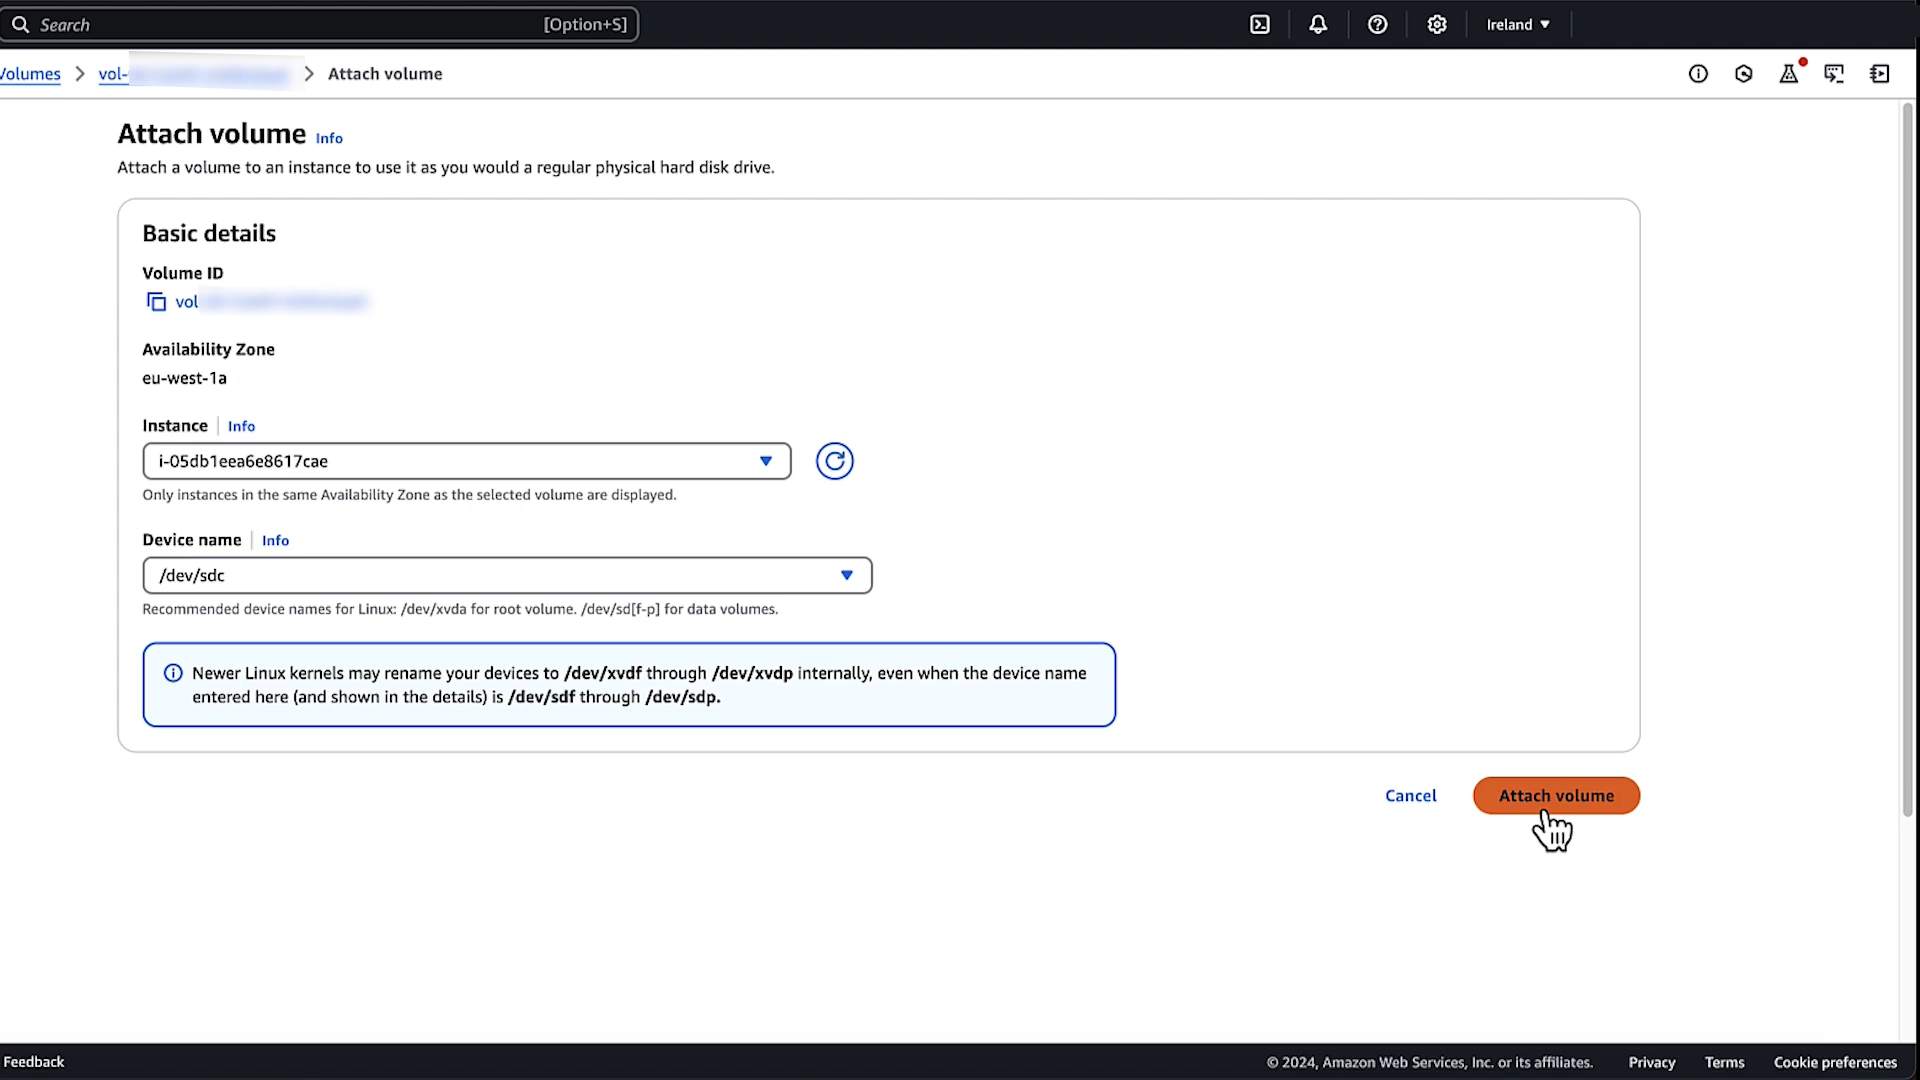 Search [Option+S] Ireland
Volumes vol- Attach volume
Attach volume Info
Attach a volume to an instance to use it as you would a regular physical hard disk drive.
Basic details
Volume ID
vol
Availability Zone
eu-west-1a
Instance Info
i-05db1eea6e8617cae
Only instances in the same Availability Zone as the selected volume are displayed.
Device name Info
/dev/sdc
Recommended device names for Linux: /dev/xvda for root volume. /dev/sd[f-p] for data volumes.
Newer Linux kernels may rename your devices to /dev/xvdf through /dev/xvdp internally, even when the device name
entered here (and shown in the details) is /dev/sdf through /dev/sdp.
Cancel Attach volume
Feedback © 2024, Amazon Web Services, Inc. or its affiliates. Privacy Terms Cookie preferences